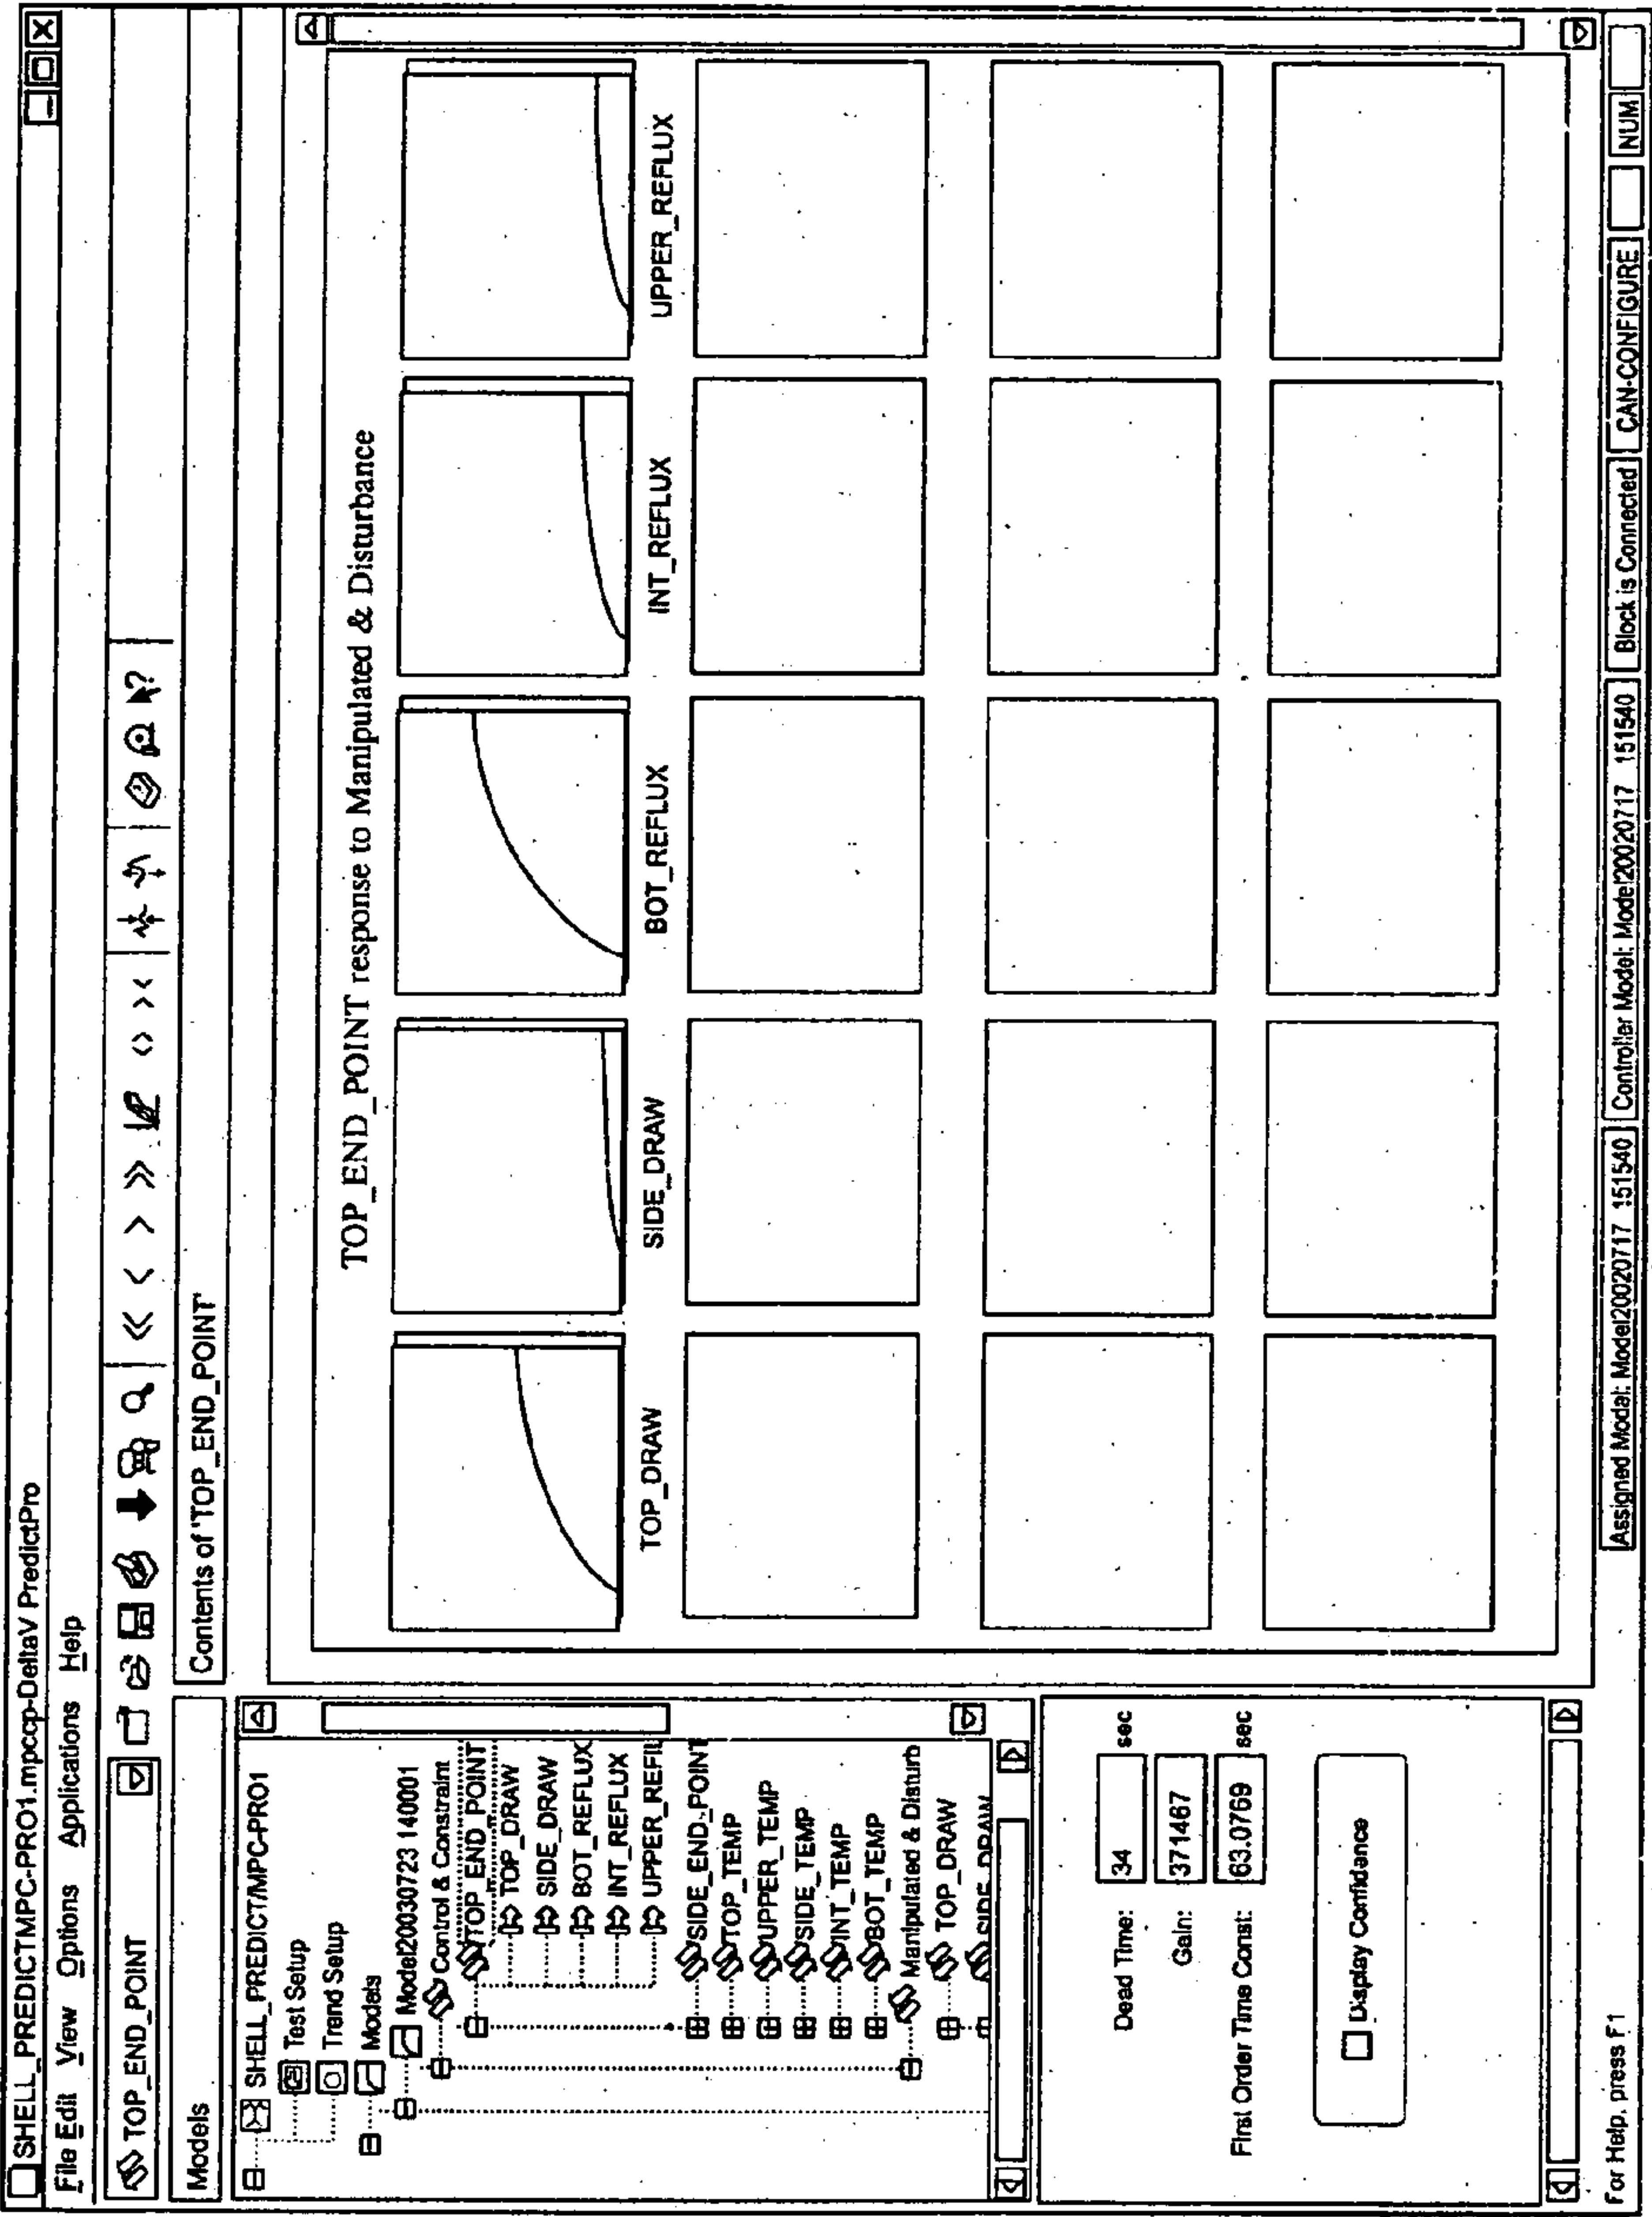 SHELL_PREDICTMPC-PRO1.mpccp-DeltaV PredictPro
File Edit View Options Applications Help
TOP_END_POINT
Models
Contents of 'TOP_END_POINT'
SHELL_PREDICT/MPC-PRO1
Test Setup
Trend Setup
Models
Model20030723 140001
Control & Constraint
TOP_END_POINT
TOP_DRAW
SIDE_DRAW
BOT_REFLUX
INT_REFLUX
UPPER_REFL
SIDE_END_POINT
TOP_TEMP
UPPER_TEMP
SIDE_TEMP
INT_TEMP
BOT_TEMP
Manipulated & Disturb
TOP_DRAW
SIDE_DRAW
Dead Time: 34 sec
Gain: 371467
First Order Time Const: 63.0769 sec
Display Confidence
TOP_END_POINT response to Manipulated & Disturbance
TOP_DRAW SIDE_DRAW BOT_REFLUX INT_REFLUX UPPER_REFLUX
For Help, press F1
Assigned Modal: Model20020717 151540 Controller Model: Model20020717 151540 Block is Connected CAN-CONFIGURE NUM